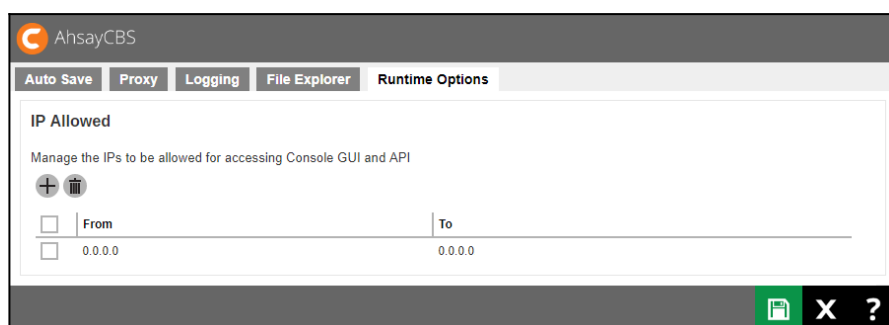 AhsayCBS
Auto Save Proxy Logging File Explorer Runtime Options
IP Allowed
Manage the IPs to be allowed for accessing Console GUI and API
From To
0.0.0.0 0.0.0.0
X ?